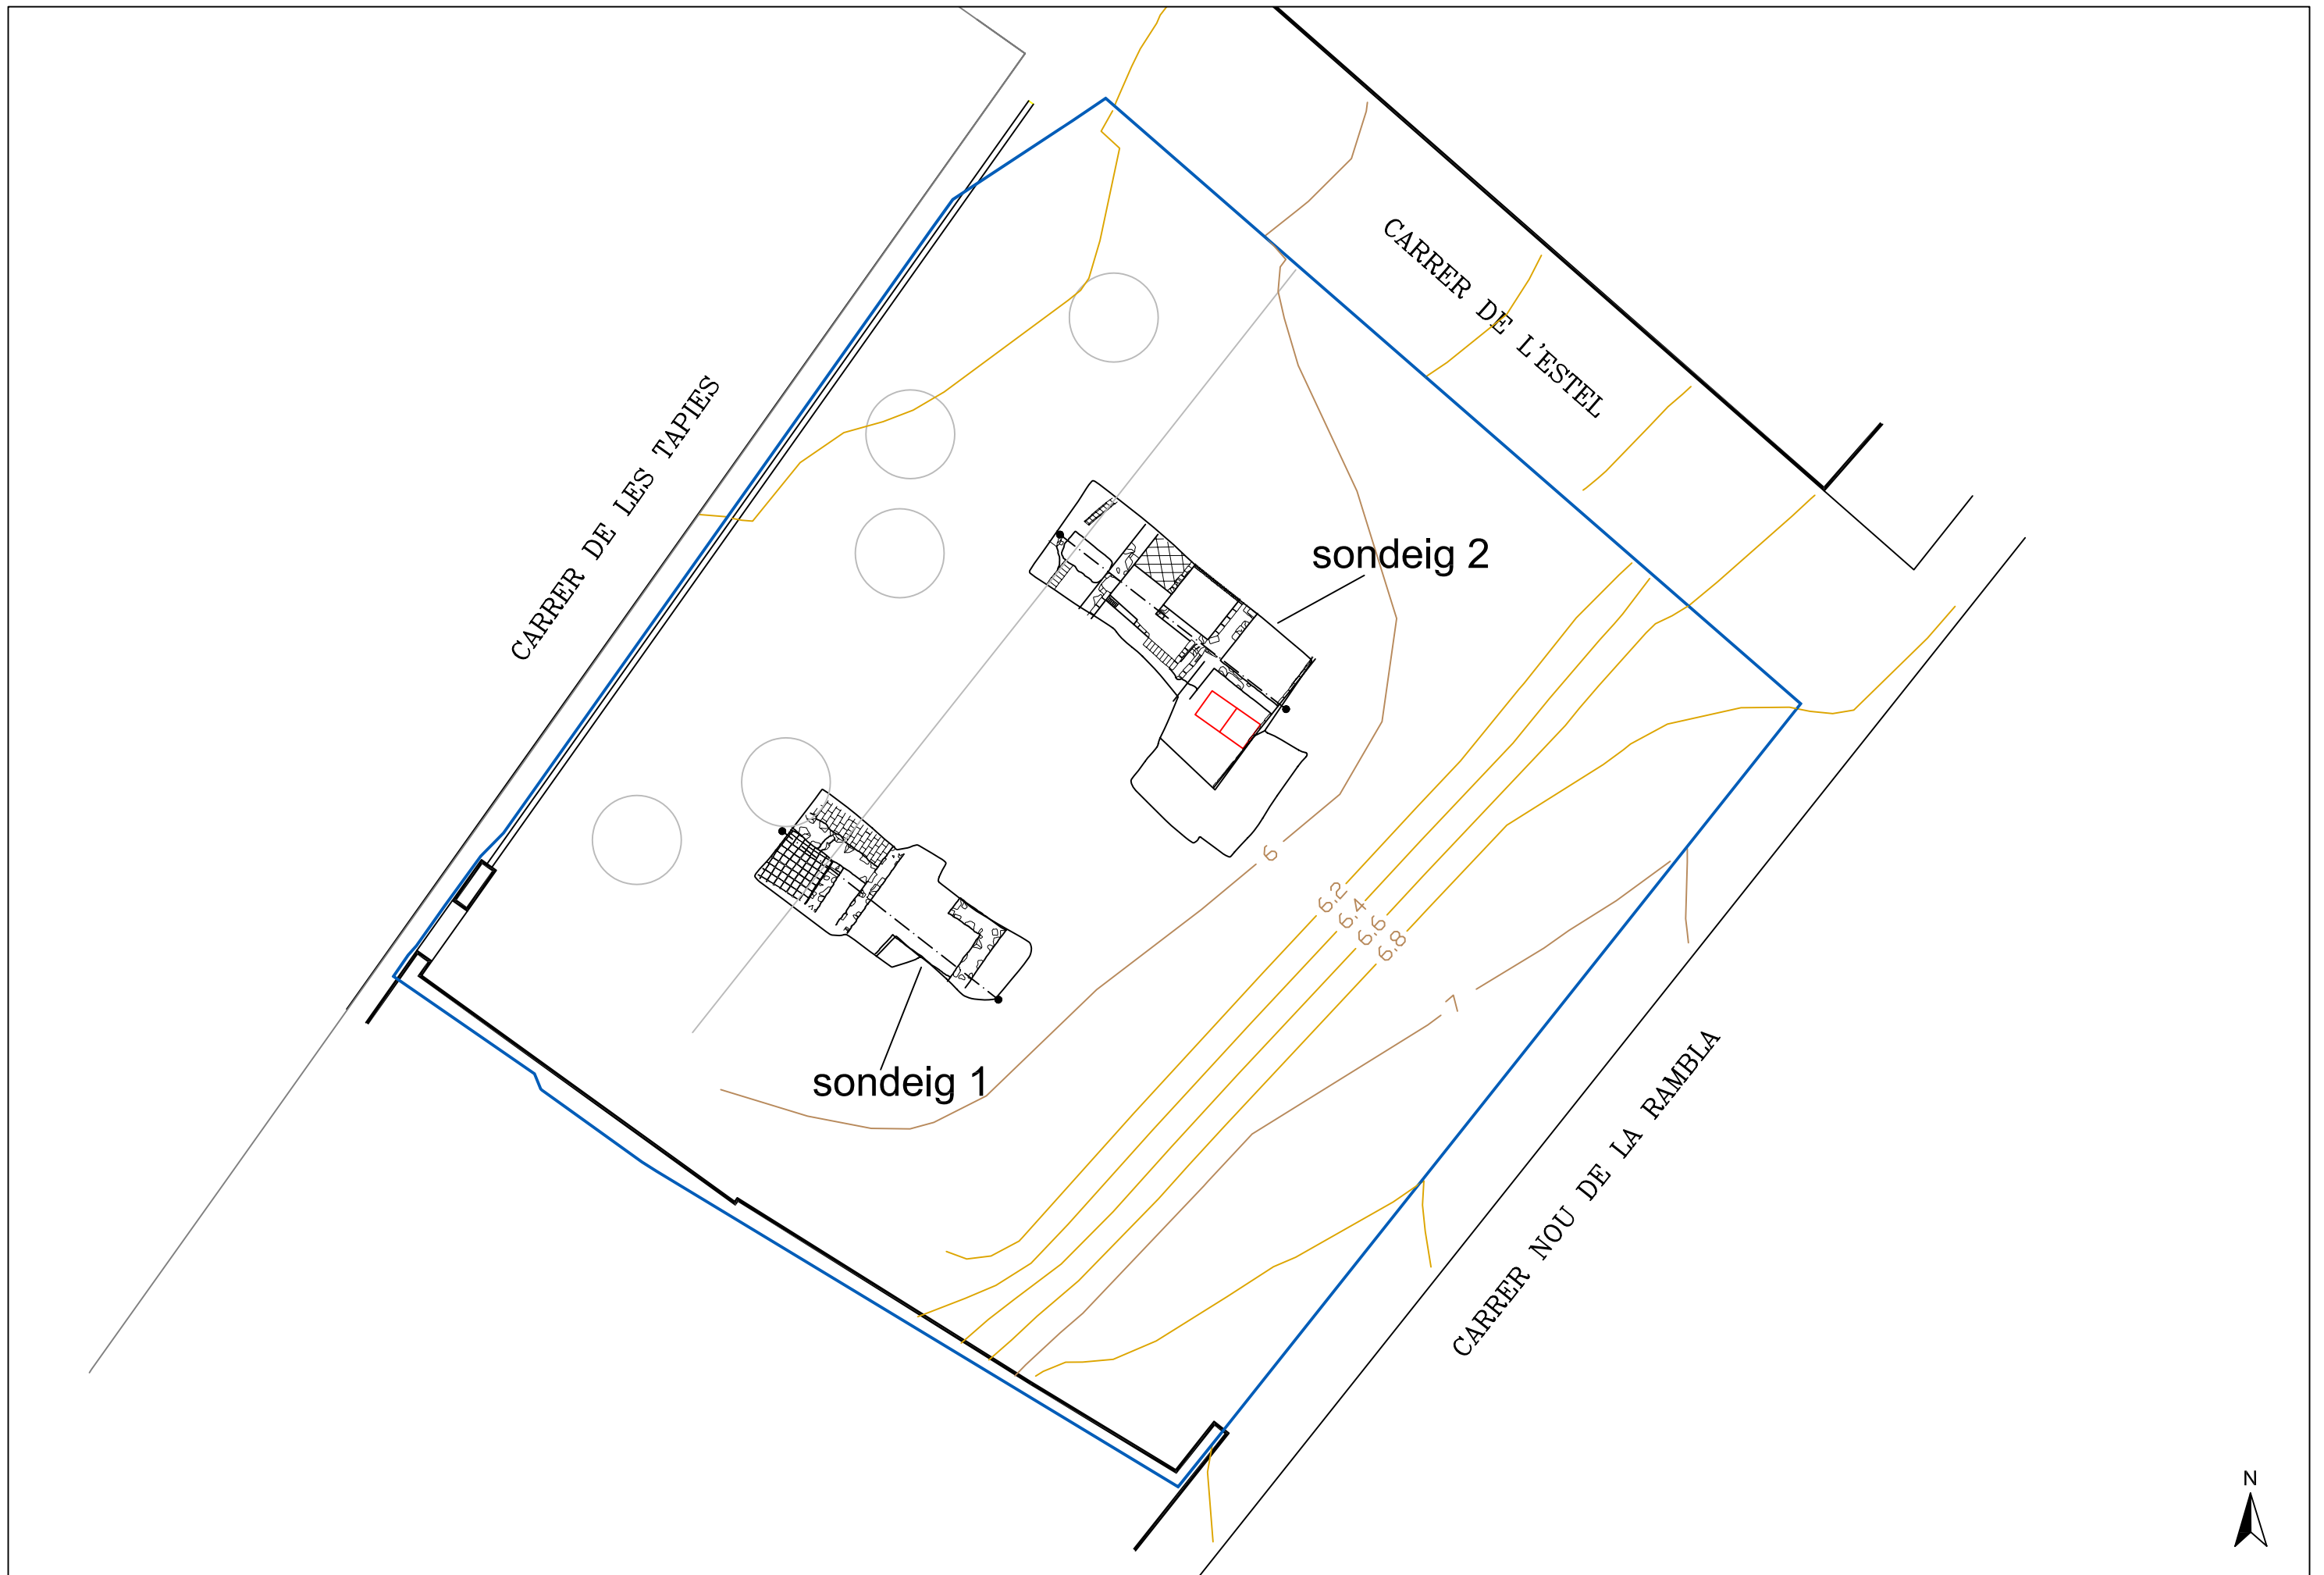 CARRER DE L'ESTEL
CARRER DE LES TAPIES
sondeig 2
6
6.2
6.4
6.6
6.8
7
sondeig 1
CARRER NOU DE LA RAMBLA
N